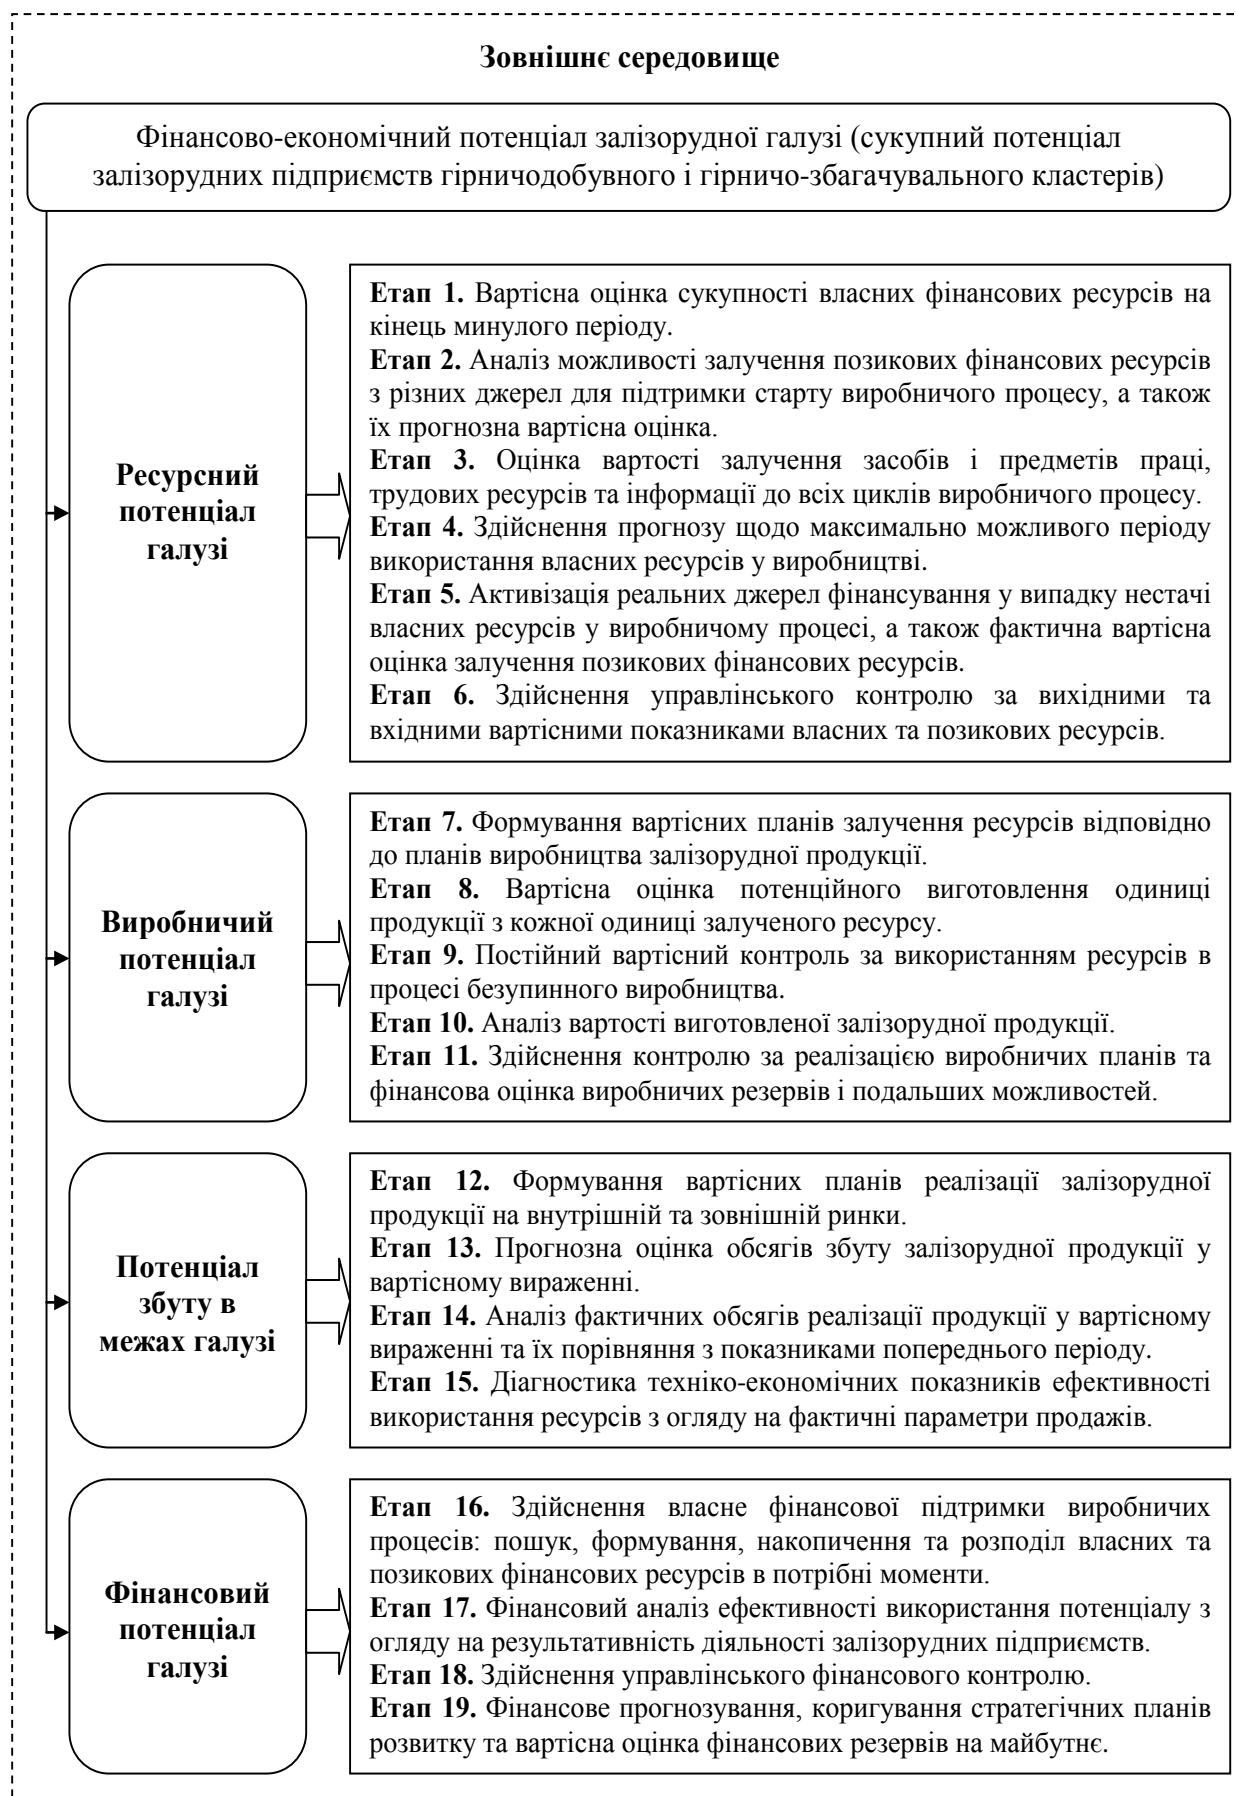 Зовнішнє середовище
Фінансово-економічний потенціал залізорудної галузі (сукупний потенціал
залізорудних підприємств гірничодобувного і гірничо-збагачувального кластерів)
Ресурсний
потенціал
галузі
Етап 1. Вартісна оцінка сукупності власних фінансових ресурсів на
кінець минулого періоду.
Етап 2. Аналіз можливості залучення позикових фінансових ресурсів
з різних джерел для підтримки старту виробничого процесу, а також
їх прогнозна вартісна оцінка.
Етап 3. Оцінка вартості залучення засобів і предметів праці,
трудових ресурсів та інформації до всіх циклів виробничого процесу.
Етап 4. Здійснення прогнозу щодо максимально можливого періоду
використання власних ресурсів у виробництві.
Етап 5. Активізація реальних джерел фінансування у випадку нестачі
власних ресурсів у виробничому процесі, а також фактична вартісна
оцінка залучення позикових фінансових ресурсів.
Етап 6. Здійснення управлінського контролю за вихідними та
вхідними вартісними показниками власних та позикових ресурсів.
Виробничий
потенціал
галузі
Етап 7. Формування вартісних планів залучення ресурсів відповідно
до планів виробництва залізорудної продукції.
Етап 8. Вартісна оцінка потенційного виготовлення одиниці
продукції з кожної одиниці залученого ресурсу.
Етап 9. Постійний вартісний контроль за використанням ресурсів в
процесі безупинного виробництва.
Етап 10. Аналіз вартості виготовленої залізорудної продукції.
Етап 11. Здійснення контролю за реалізацією виробничих планів та
фінансова оцінка виробничих резервів і подальших можливостей.
Потенціал
збуту в
межах галузі
Етап 12. Формування вартісних планів реалізації залізорудної
продукції на внутрішній та зовнішній ринки.
Етап 13. Прогнозна оцінка обсягів збуту залізорудної продукції у
вартісному вираженні.
Етап 14. Аналіз фактичних обсягів реалізації продукції у вартісному
вираженні та їх порівняння з показниками попереднього періоду.
Етап 15. Діагностика техніко-економічних показників ефективності
використання ресурсів з огляду на фактичні параметри продажів.
Фінансовий
потенціал
галузі
Етап 16. Здійснення власне фінансової підтримки виробничих
процесів: пошук, формування, накопичення та розподіл власних та
позикових фінансових ресурсів в потрібні моменти.
Етап 17. Фінансовий аналіз ефективності використання потенціалу з
огляду на результативність діяльності залізорудних підприємств.
Етап 18. Здійснення управлінського фінансового контролю.
Етап 19. Фінансове прогнозування, коригування стратегічних планів
розвитку та вартісна оцінка фінансових резервів на майбутнє.